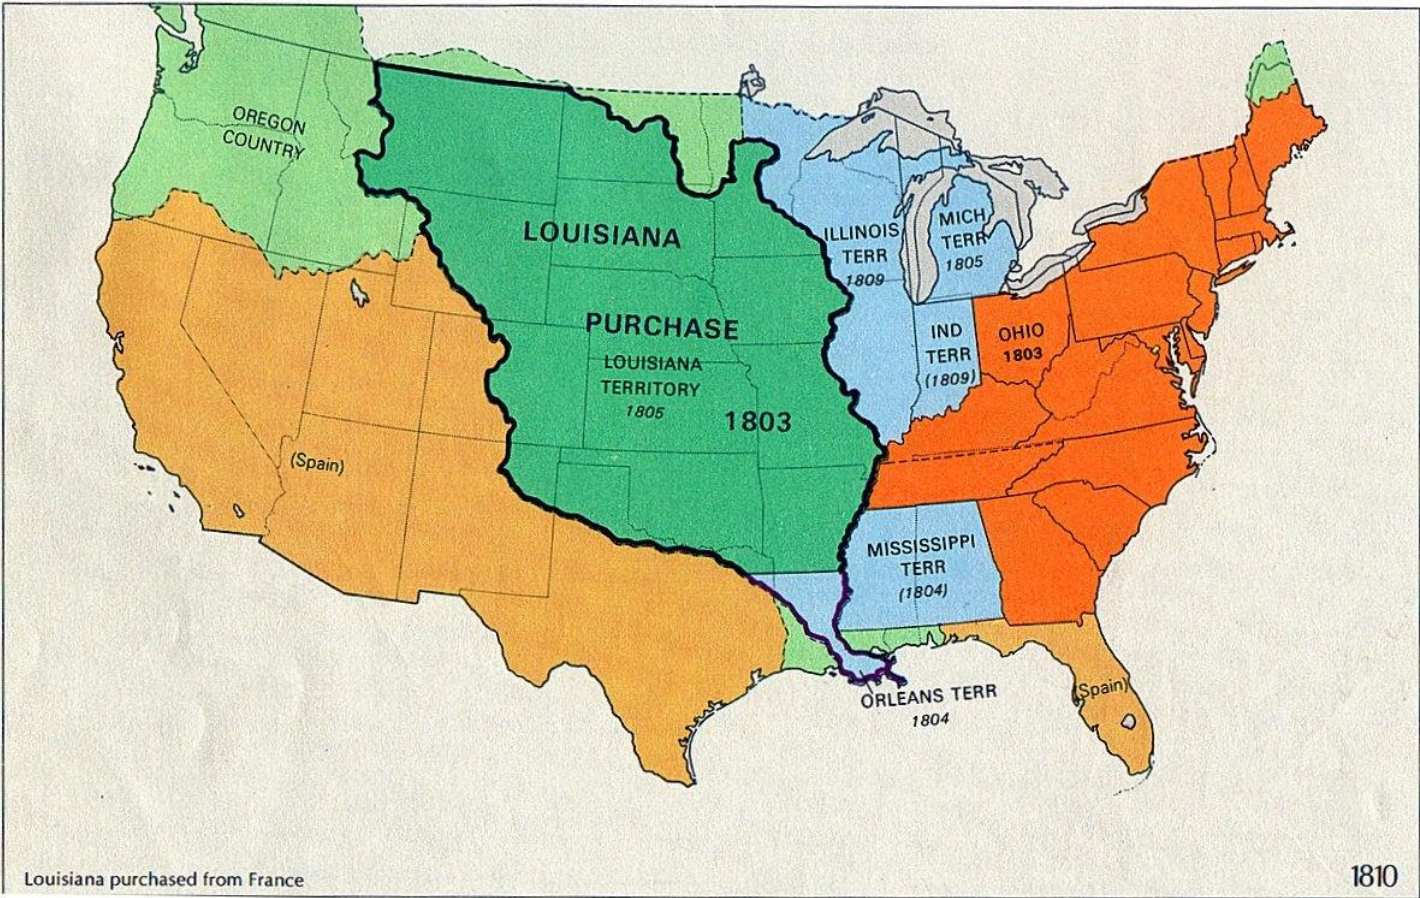 OREGON
COUNTRY
LOUISIANA
PURCHASE
LOUISIANA
TERRITORY
1805
1803
ILLINOIS
TERR
1809
MICH
TERR
1805
IND
TERR
(1809)
OHIO
1803
(Spain)
MISSISSIPPI
TERR
(1804)
ORLEANS TERR
1804
(Spain)
Louisiana purchased from France
1810